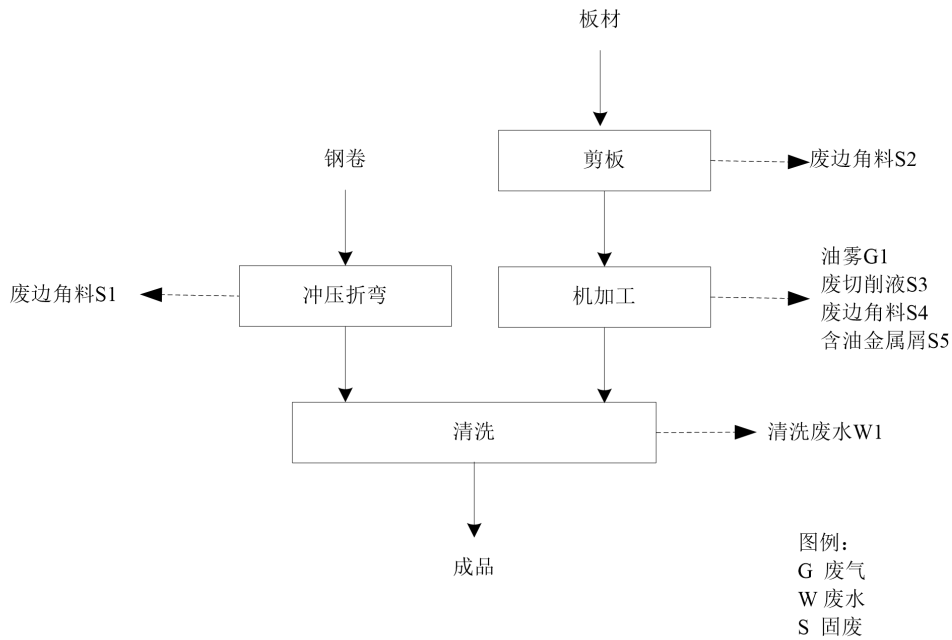 板材
剪板
废边角料S2
钢卷
油雾G1
废切削液S3
废边角料S4
含油金属屑S5
废边角料S1
冲压折弯
机加工
清洗
清洗废水W1
成品
图例：
G 废气
W 废水
S 固废